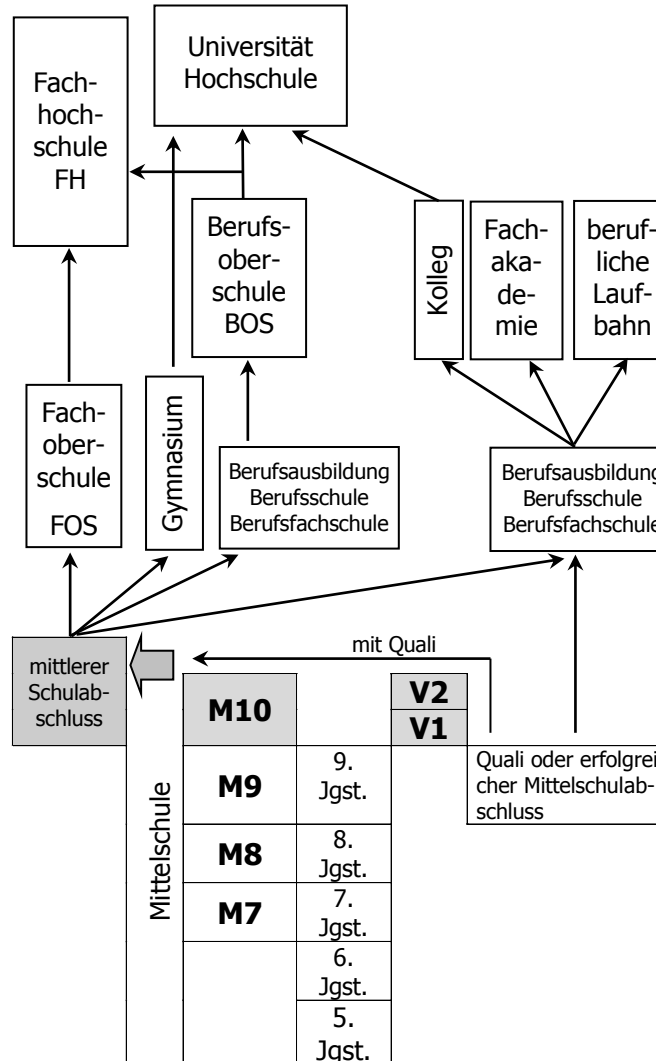 Universität
Hochschule
Fach-
hoch-
schule
FH
Berufs-
ober-
schule
BOS
Kolleg
Fach-
aka-
de-
mie
beruf-
liche
Lauf-
bahn
Fach-
ober-
schule
FOS
Gymnasium
Berufsausbildung
Berufsschule
Berufsfachschule
Berufsausbildung
Berufsschule
Berufsfachschule
mittlerer
Schulab-
schluss
mit Quali
M10
V2
V1
Quali oder erfolgrei
cher Mittelschulab-
schluss
Mittelschule
M9
9.
Jgst.
M8
8.
Jgst.
M7
7.
Jgst.
6.
Jgst.
5.
Jgst.